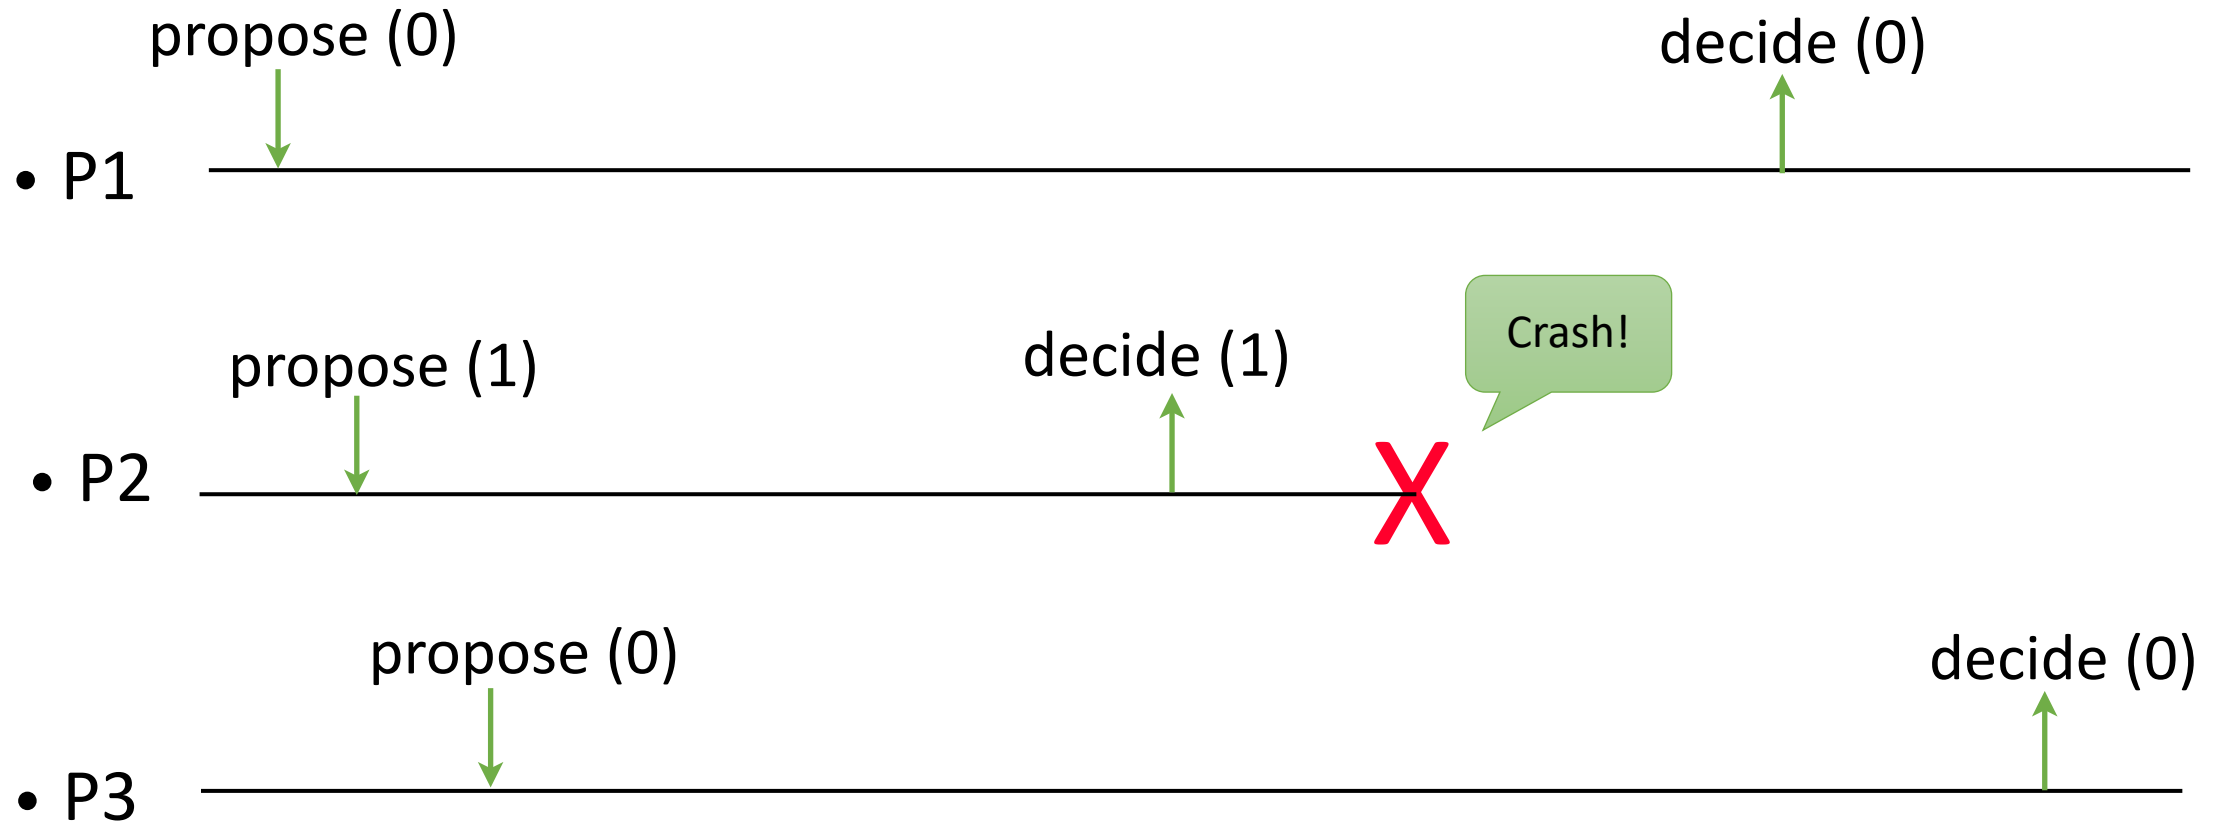 propose (0)
decide (0)
• P1
Crash!
propose (1)
decide (1)
• P2
X
propose (0)
decide (0)
• P3